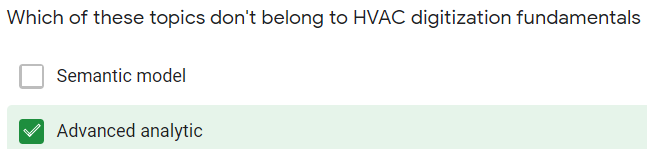 Which of these topics don't belong to HVAC digitization fundamentals
Semantic model
Advanced analytic